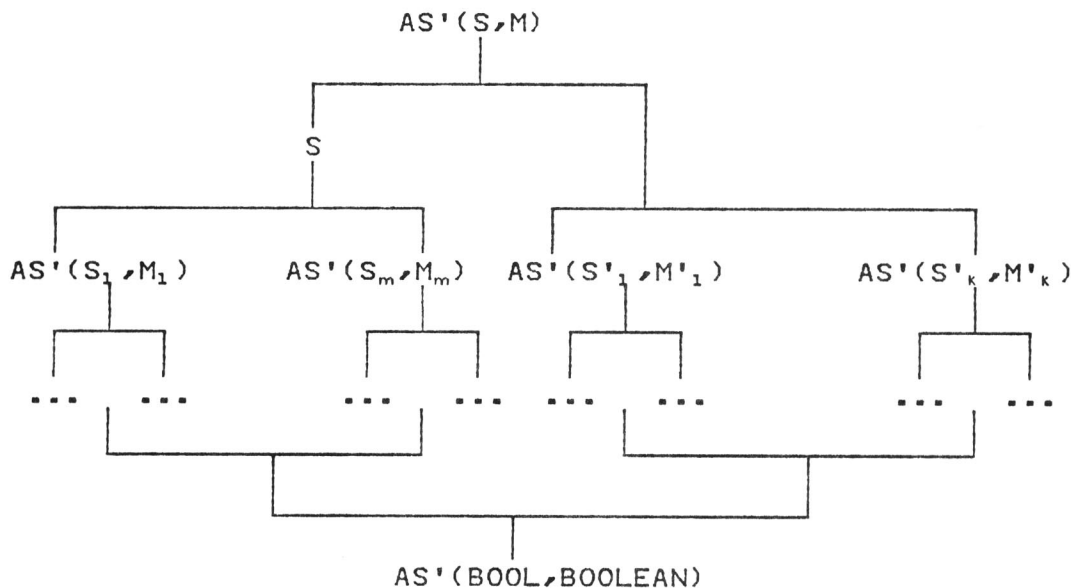 AS'(S,M)
S
AS'(S₁,M₁) AS'(Sₘ,Mₘ) AS'(S'₁,M'₁) AS'(S'ₖ,M'ₖ)
... ... ... ... ... ... ... ...
AS'(BOOL,BOOLEAN)